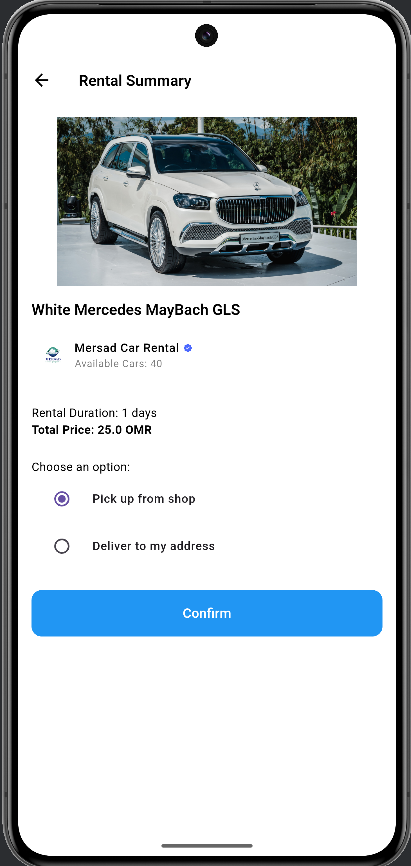 Rental Summary
White Mercedes MayBach GLS
Mersad Car Rental
Available Cars: 40
Rental Duration: 1 days
Total Price: 25.0 OMR
Choose an option:
Pick up from shop
Deliver to my address
Confirm